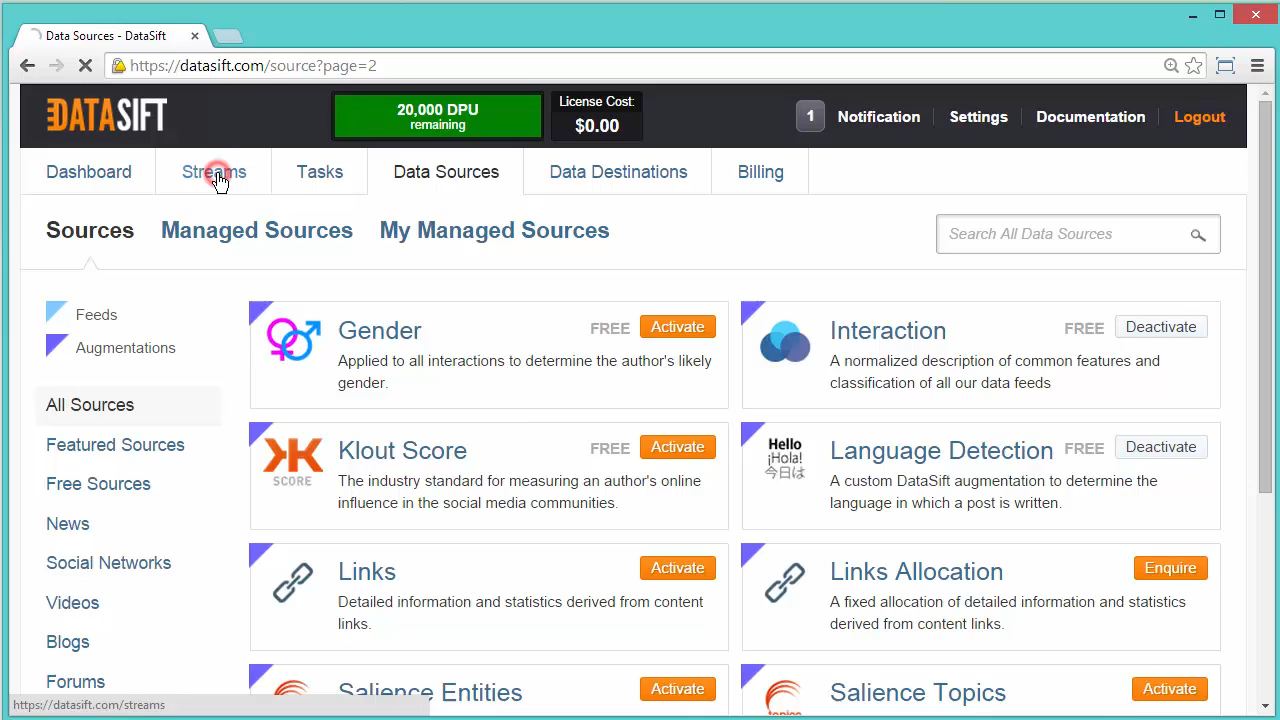 Data Sources - DataSift
https://datasift.com/source?page=2
DATASIFT
20,000 DPU
remaining
License Cost:
$0.00
1
Notification
Settings
Documentation
Logout
Dashboard
Streams
Tasks
Data Sources
Data Destinations
Billing
Sources
Managed Sources
My Managed Sources
Search All Data Sources
Feeds
Augmentations
All Sources
Featured Sources
Free Sources
News
Social Networks
Videos
Blogs
Forums
Gender
FREE
Activate
Applied to all interactions to determine the author's likely
gender.
Interaction
FREE
Deactivate
A normalized description of common features and
classification of all our data feeds
SCORE
Klout Score
FREE
Activate
The industry standard for measuring an author's online
influence in the social media communities.
Hello
¡Hola!
今日は
Language Detection
FREE
Deactivate
A custom DataSift augmentation to determine the
language in which a post is written.
Links
Activate
Detailed information and statistics derived from content
links.
Links Allocation
Enquire
A fixed allocation of detailed information and statistics
derived from content links.
Salience Entities
Activate
topics
Salience Topics
Activate
https://datasift.com/streams